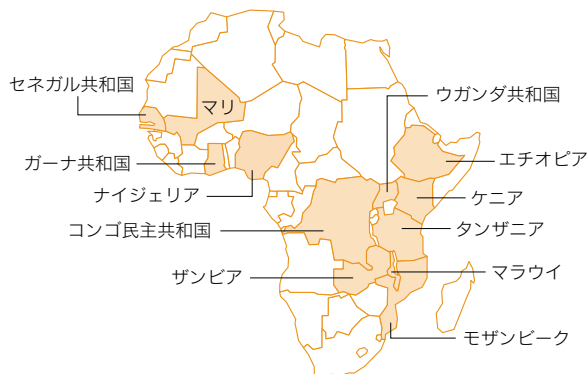 セネガル共和国
マリ
ウガンダ共和国
ガーナ共和国
エチオピア
ナイジェリア
ケニア
コンゴ民主共和国
タンザニア
ザンビア
マラウイ
モザンビーク